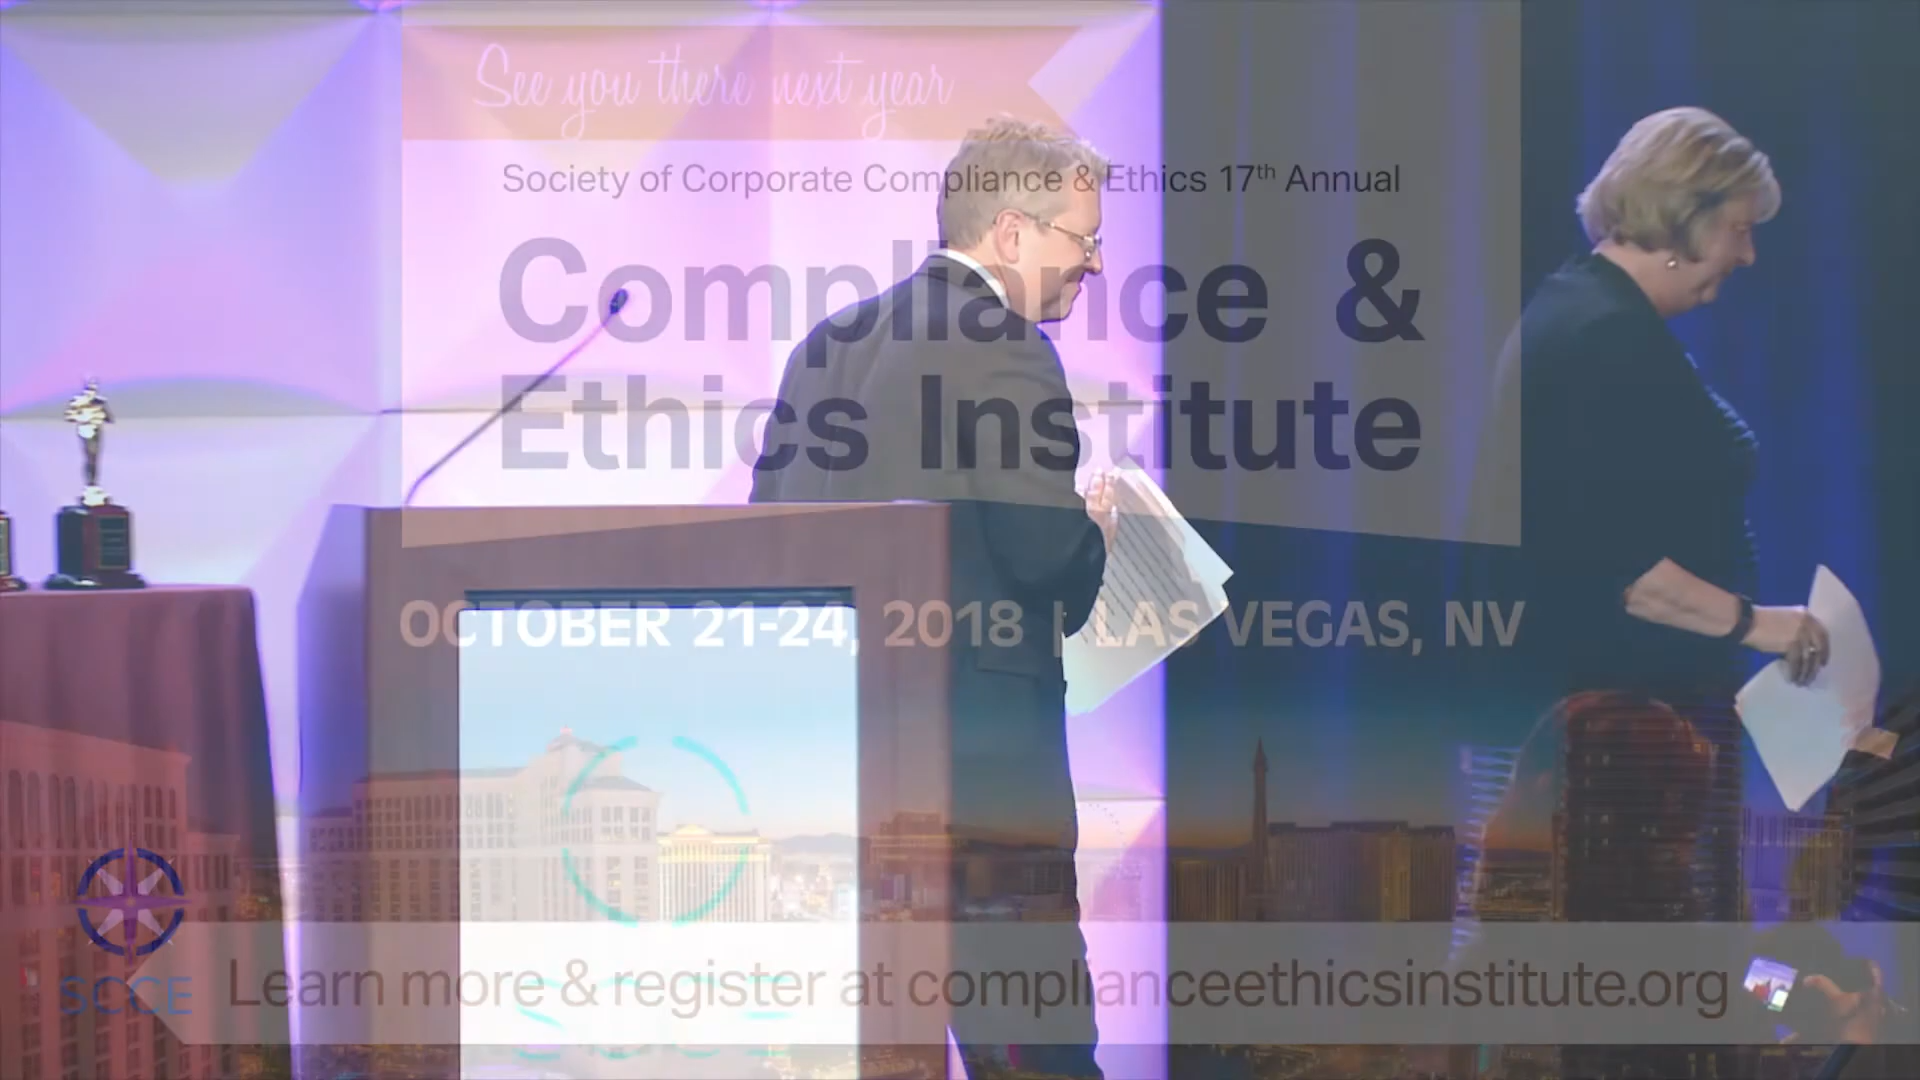 See you there next year
Society of Corporate Compliance & Ethics 17th Annual
Compliance &
Ethics Institute
OCTOBER 21-24, 2018 | LAS VEGAS, NV
SCCE
Learn more & register at complianceethicsinstitute.org